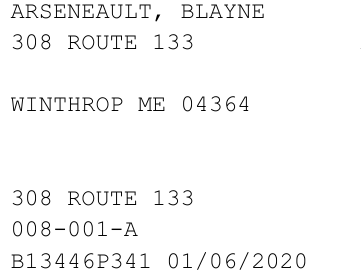 ARSENEAULT, BLAYNE
308 ROUTE 133
WINTHROP ME 04364
308 ROUTE 133
008-001-A
B13446P341 01/06/2020